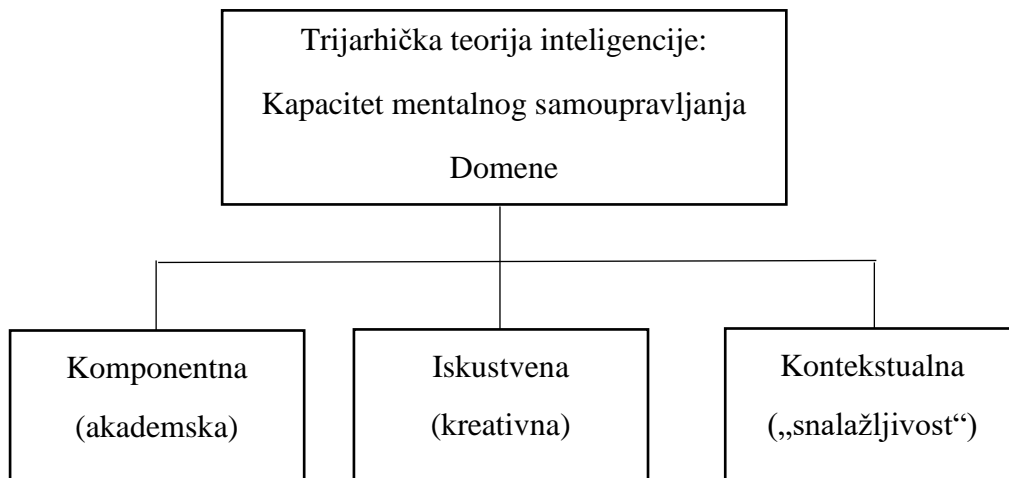 Trijarhička teorija inteligencije:
Kapacitet mentalnog samoupravljanja
Domene
Komponentna
(akademska)
Iskustvena
(kreativna)
Kontekstualna
(„snalažljivost“)